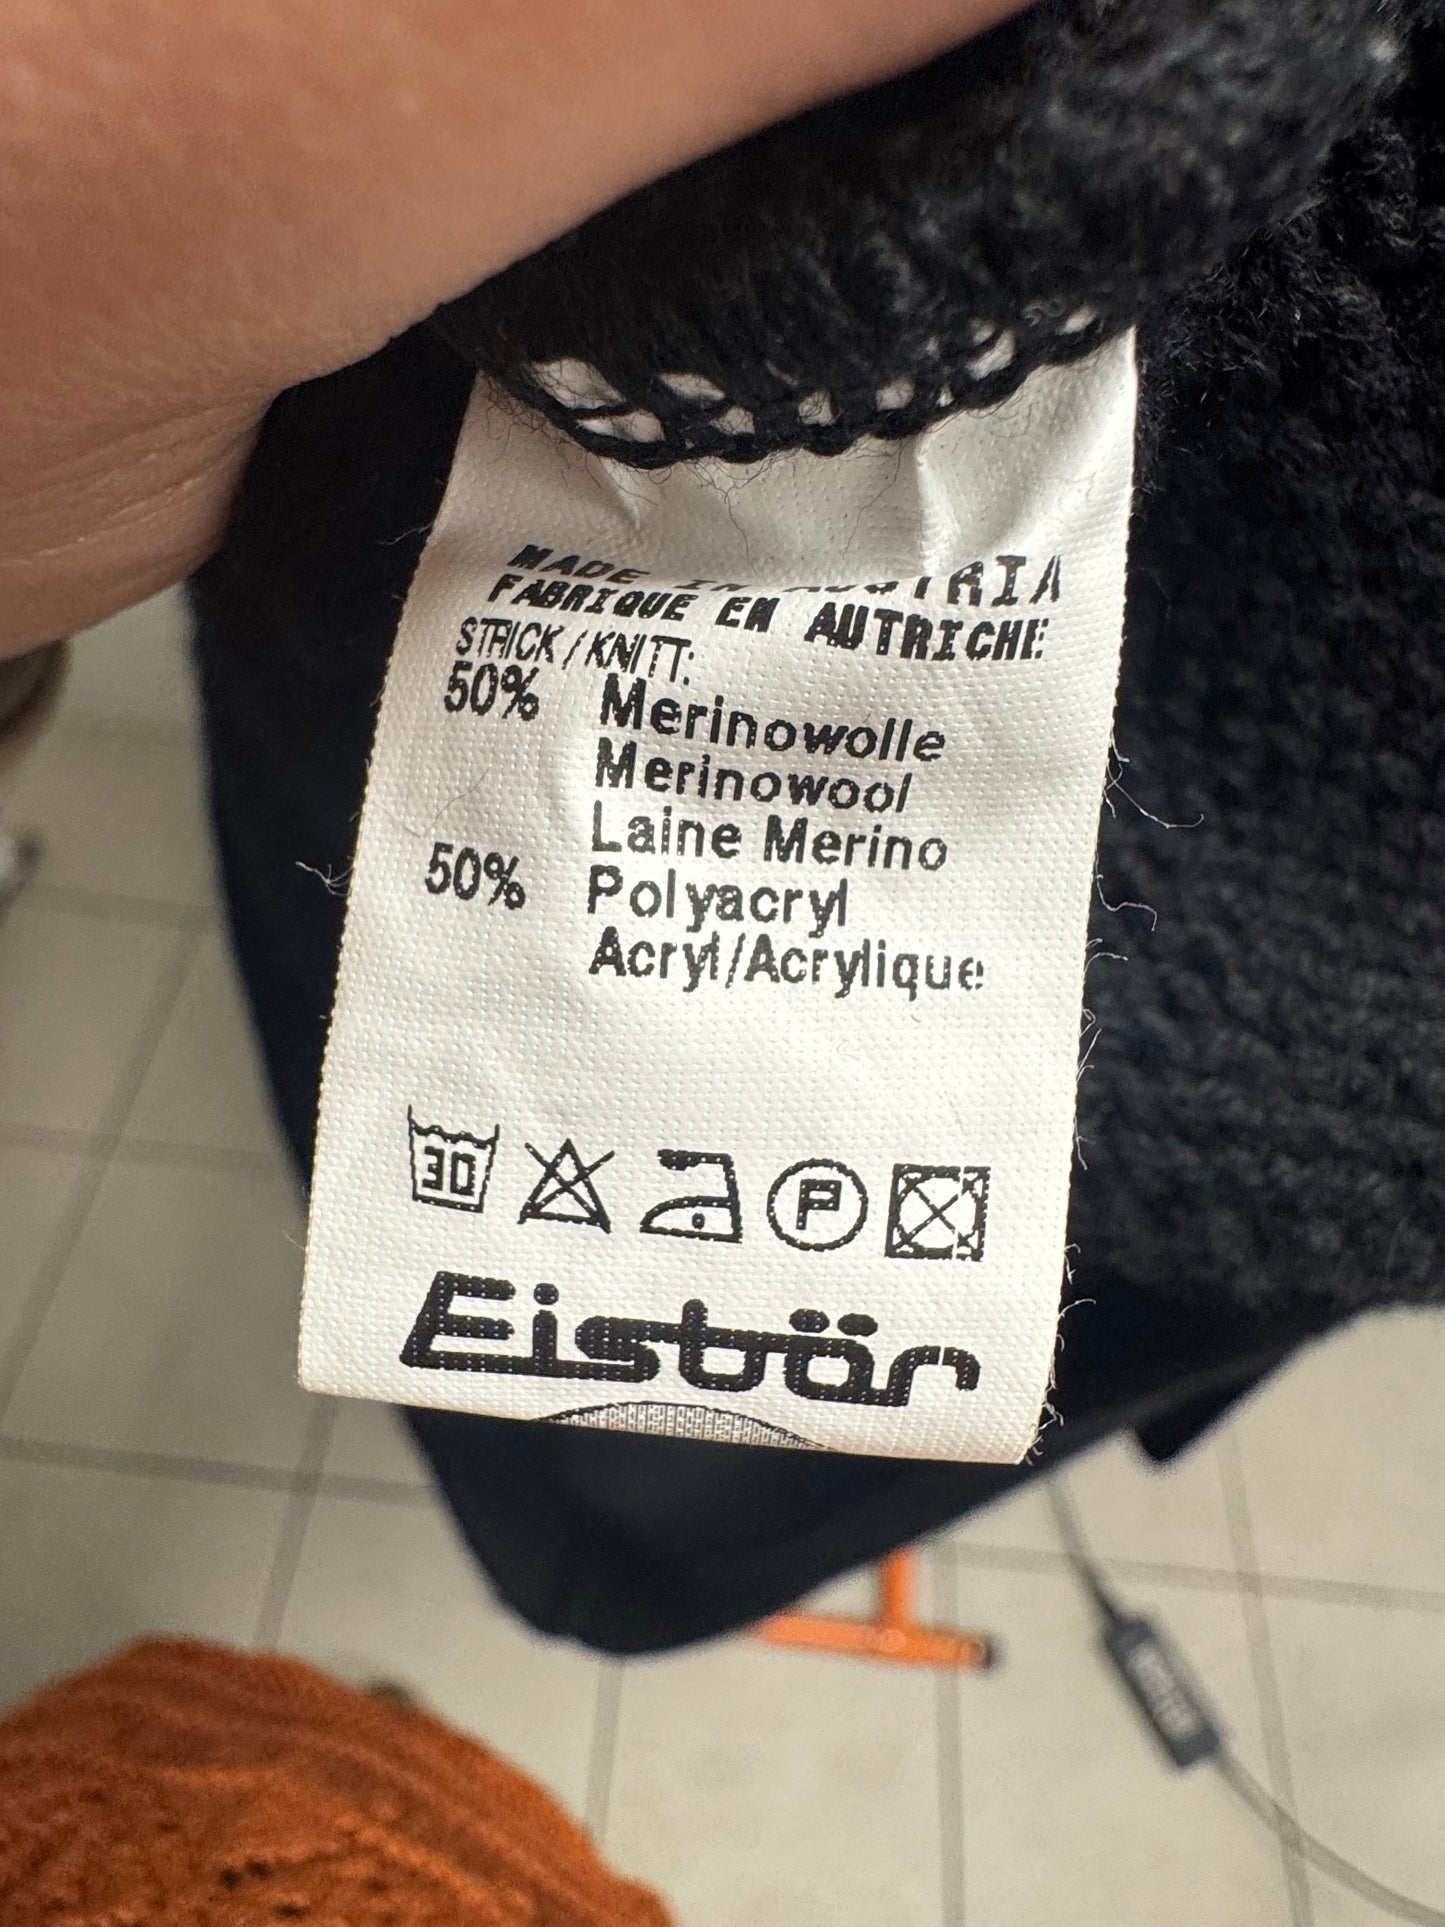 MADE IN AUSTRIA
FABRIQUE EN AUTRICHE
STRICK / KNITT:
50% Merinowolle
Merinowool
Laine Merino
50% Polyacryl
Acryl/Acrylique
30 P
Eisbär